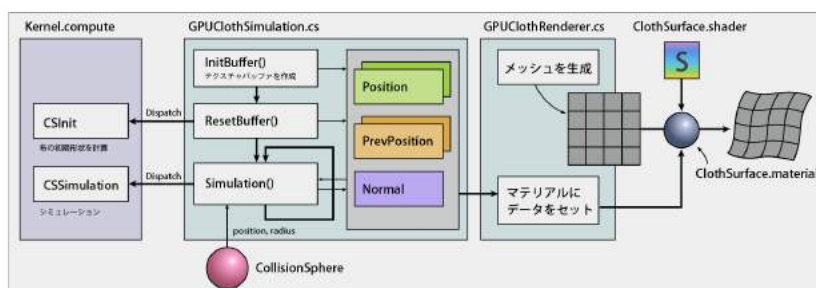 Kernel.compute
GPUClothSimulation.cs
GPUClothRenderer.cs
ClothSurface.shader
InitBuffer()
テクスチャバッファを作成
Position
メッシュを生成
S
Dispatch
CSInit
布の初期形状を計算
ResetBuffer()
PrevPosition
Dispatch
CSSimulation
シミュレーション
Simulation()
Normal
マテリアルに
データをセット
ClothSurface.material
position, radius
CollisionSphere